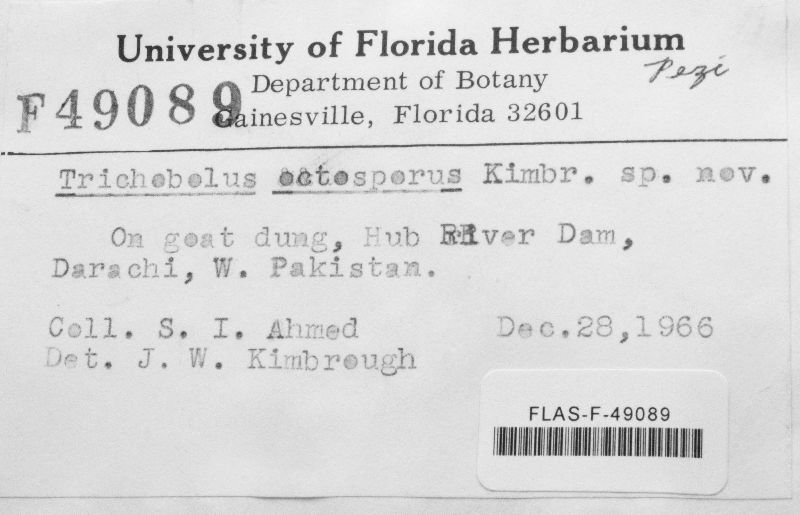 University of Florida Herbarium
Pezi
F49089
Department of Botany
Gainesville, Florida 32601
Trichobolus octosporus Kimbr. sp. nov.
On goat dung, Hub River Dam,
Darachi, W. Pakistan.
Coll. S. I. Ahmed
Dec.28,1966
Det. J. W. Kimbrough
FLAS-F-49089